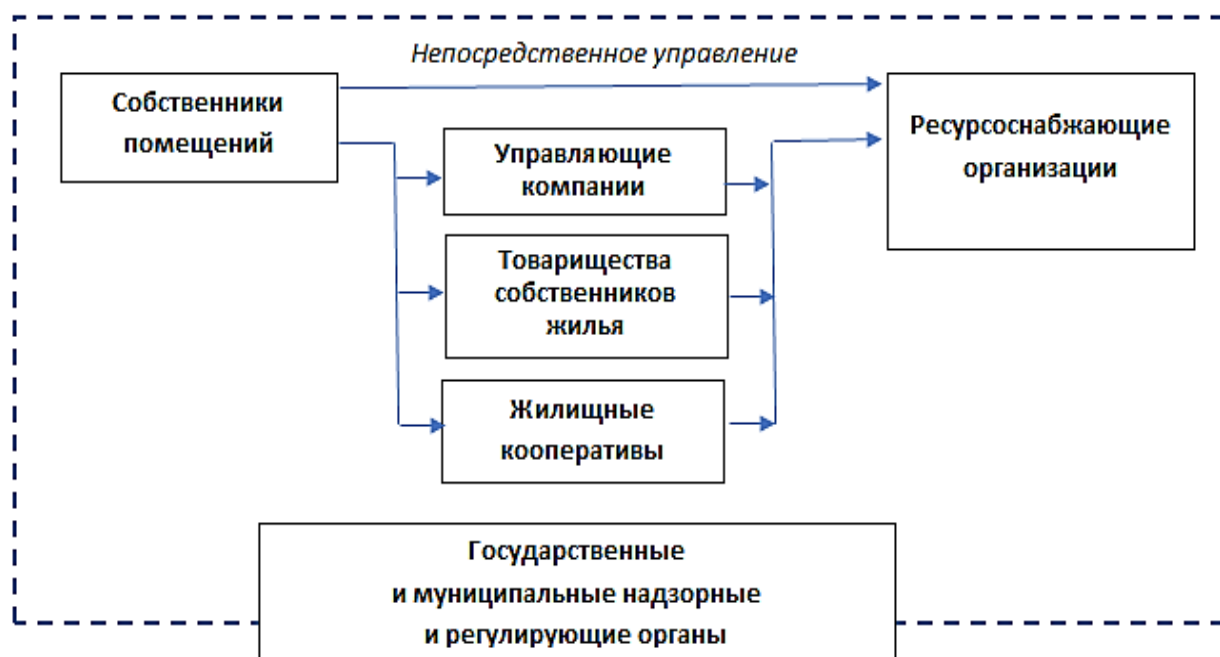 Непосредственное управление
Собственники
помещений
Управляющие
компании
Товарищества
собственников
жилья
Жилищные
кооперативы
Ресурсоснабжающие
организации
Государственные
и муниципальные надзорные
и регулирующие органы